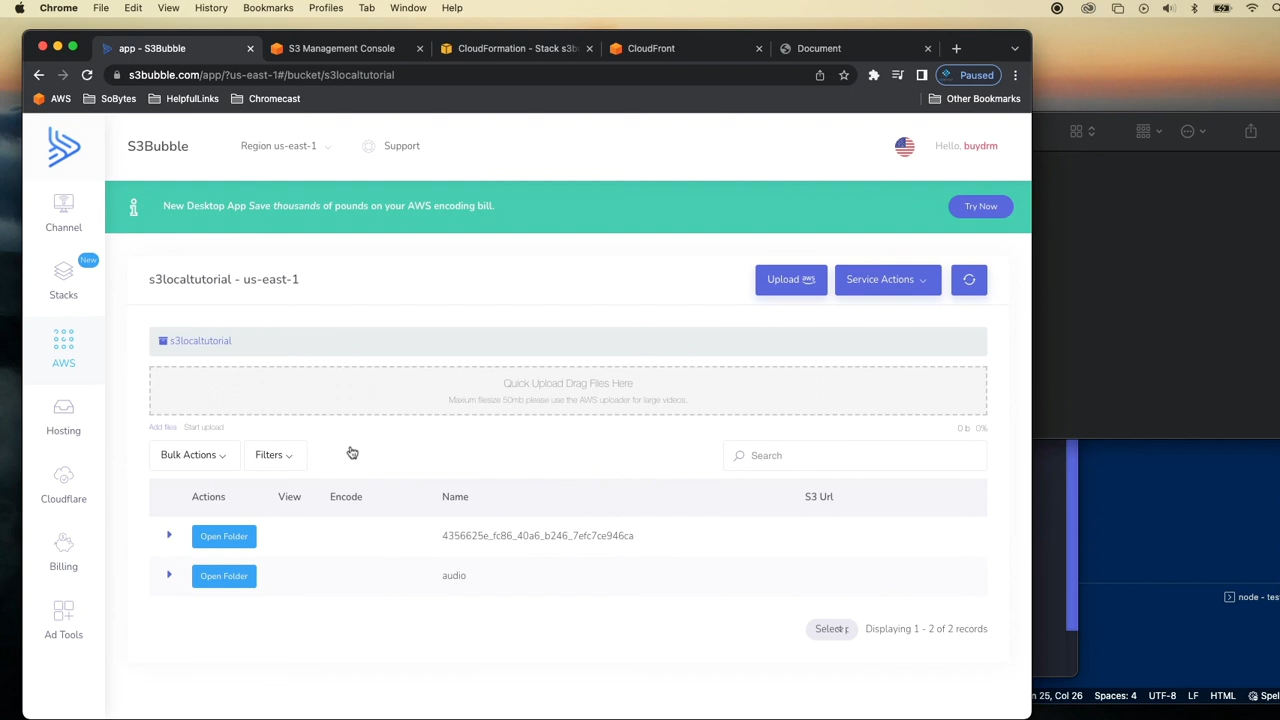 Chrome File Edit View History Bookmarks Profiles Tab Window Help
app - S3Bubble S3 Management Console CloudFormation - Stack s3b CloudFront Document
s3bubble.com/app/?us-east-1#/bucket/s3localtutorial Paused
AWS SoBytes HelpfulLinks Chromecast Other Bookmarks
S3Bubble Region us-east-1 Support Hello, buydrm
New Desktop App Save thousands of pounds on your AWS encoding bill. Try Now
Channel
New
Stacks
AWS
Hosting
Cloudflare
Billing
Ad Tools
s3localtutorial - us-east-1 Upload aws Service Actions
s3localtutorial
Quick Upload Drag Files Here
Maxium filesize 50mb please use the AWS uploader for large videos.
Add files Start upload 0 b 0%
Bulk Actions Filters Search
Actions View Encode Name S3 Url
Open Folder 4356625e_fc86_40a6_b246_7efc7ce946ca
Open Folder audio
Select Displaying 1 - 2 of 2 records
node - tes
n 25, Col 26 Spaces: 4 UTF-8 LF HTML Spel